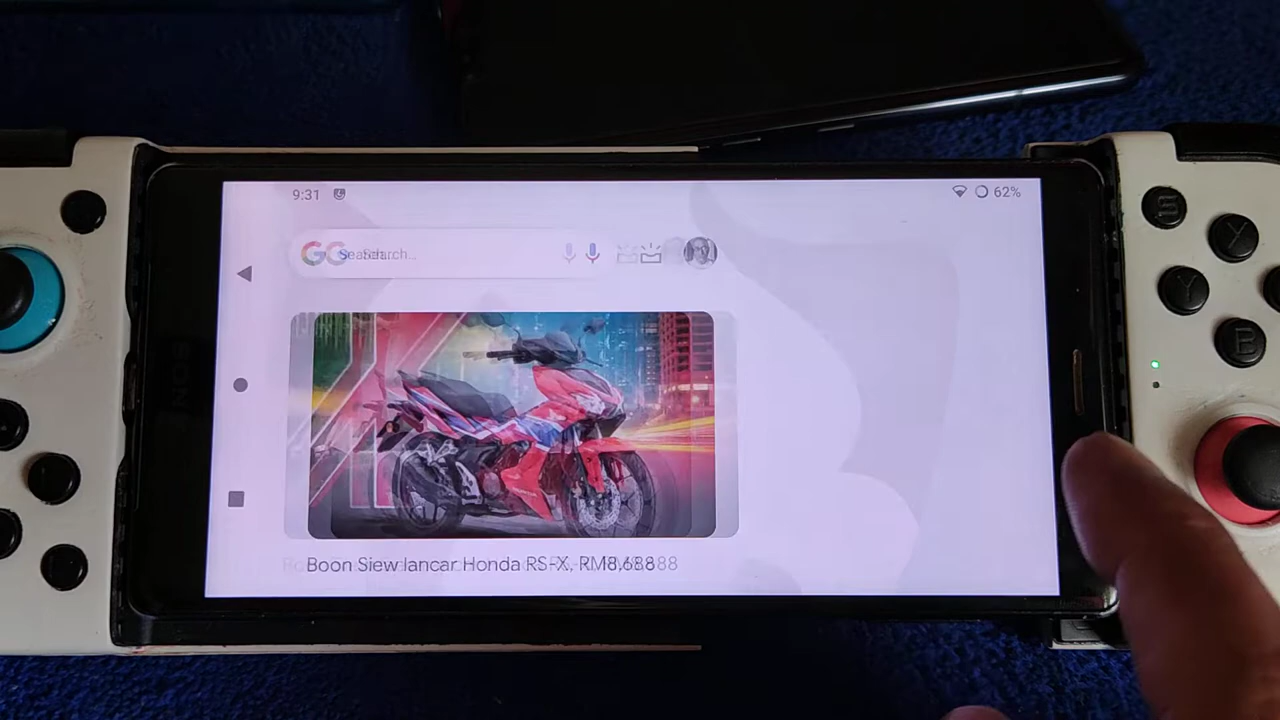 9:31 62%
Search...
Boon Siew lancar Honda RS-X, RM8,688
Y
Y
B